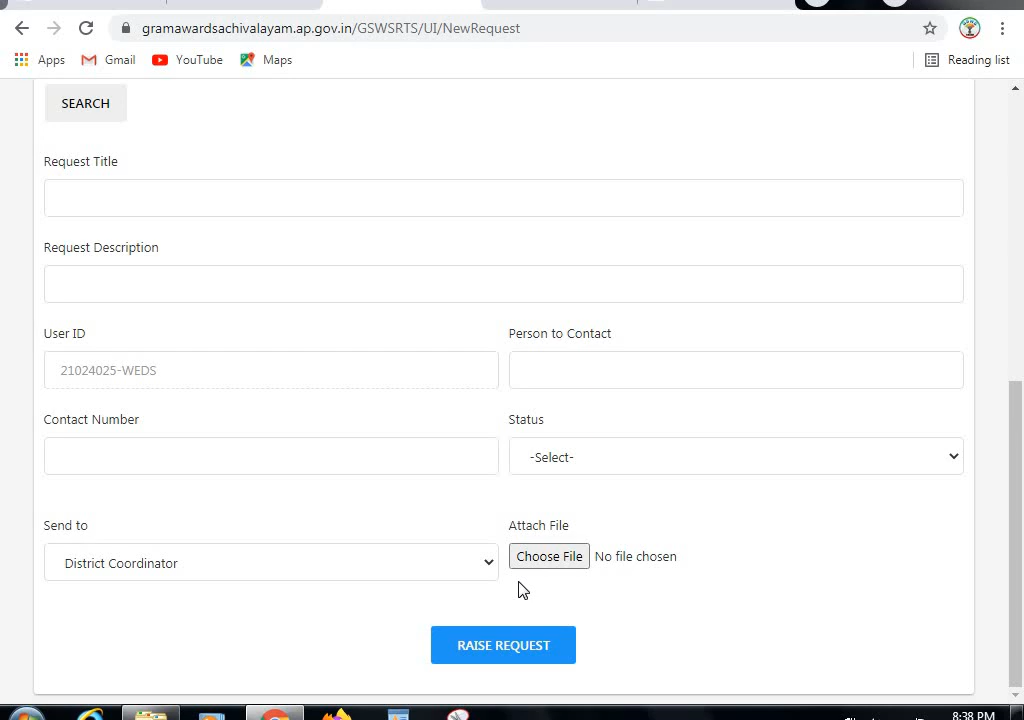 gramawardsachivalayam.ap.gov.in/GSWSRTS/UI/NewRequest
Apps Gmail YouTube Maps Reading list
SEARCH
Request Title
Request Description
User ID Person to Contact
21024025-WEDS
Contact Number Status
-Select-
Send to Attach File
District Coordinator Choose File No file chosen
RAISE REQUEST
8:38 PM